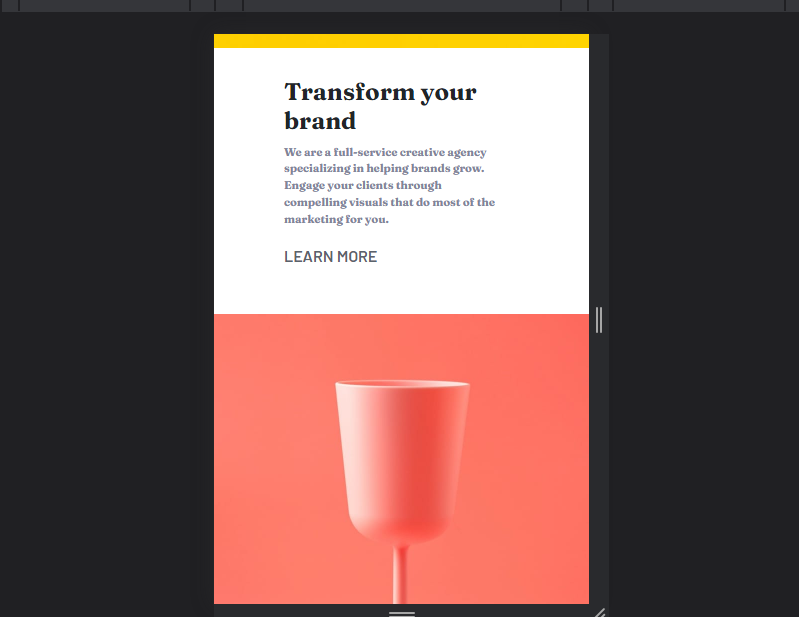 Transform your
brand
We are a full-service creative agency
specializing in helping brands grow.
Engage your clients through
compelling visuals that do most of the
marketing for you.
LEARN MORE